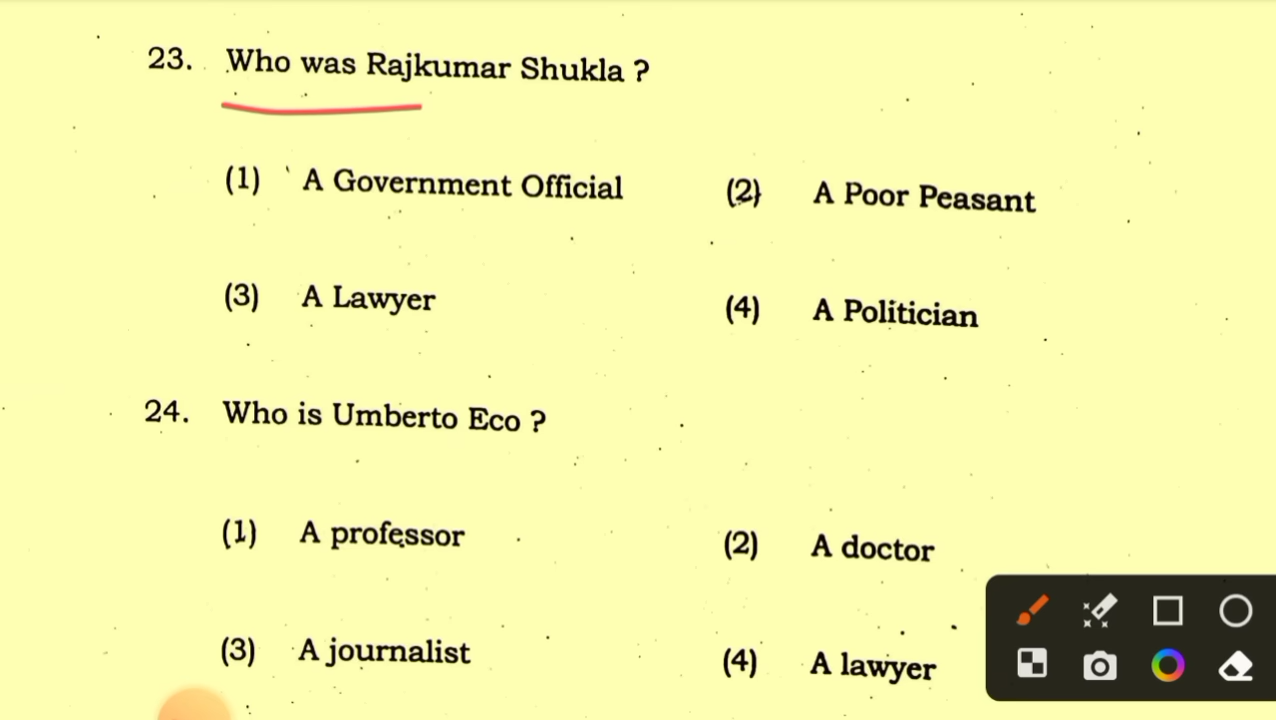 23. Who was Rajkumar Shukla ?
(1) A Government Official (2) A Poor Peasant
(3) A Lawyer (4) A Politician
24. Who is Umberto Eco ?
(1) A professor (2) A doctor
(3) A journalist (4) A lawyer